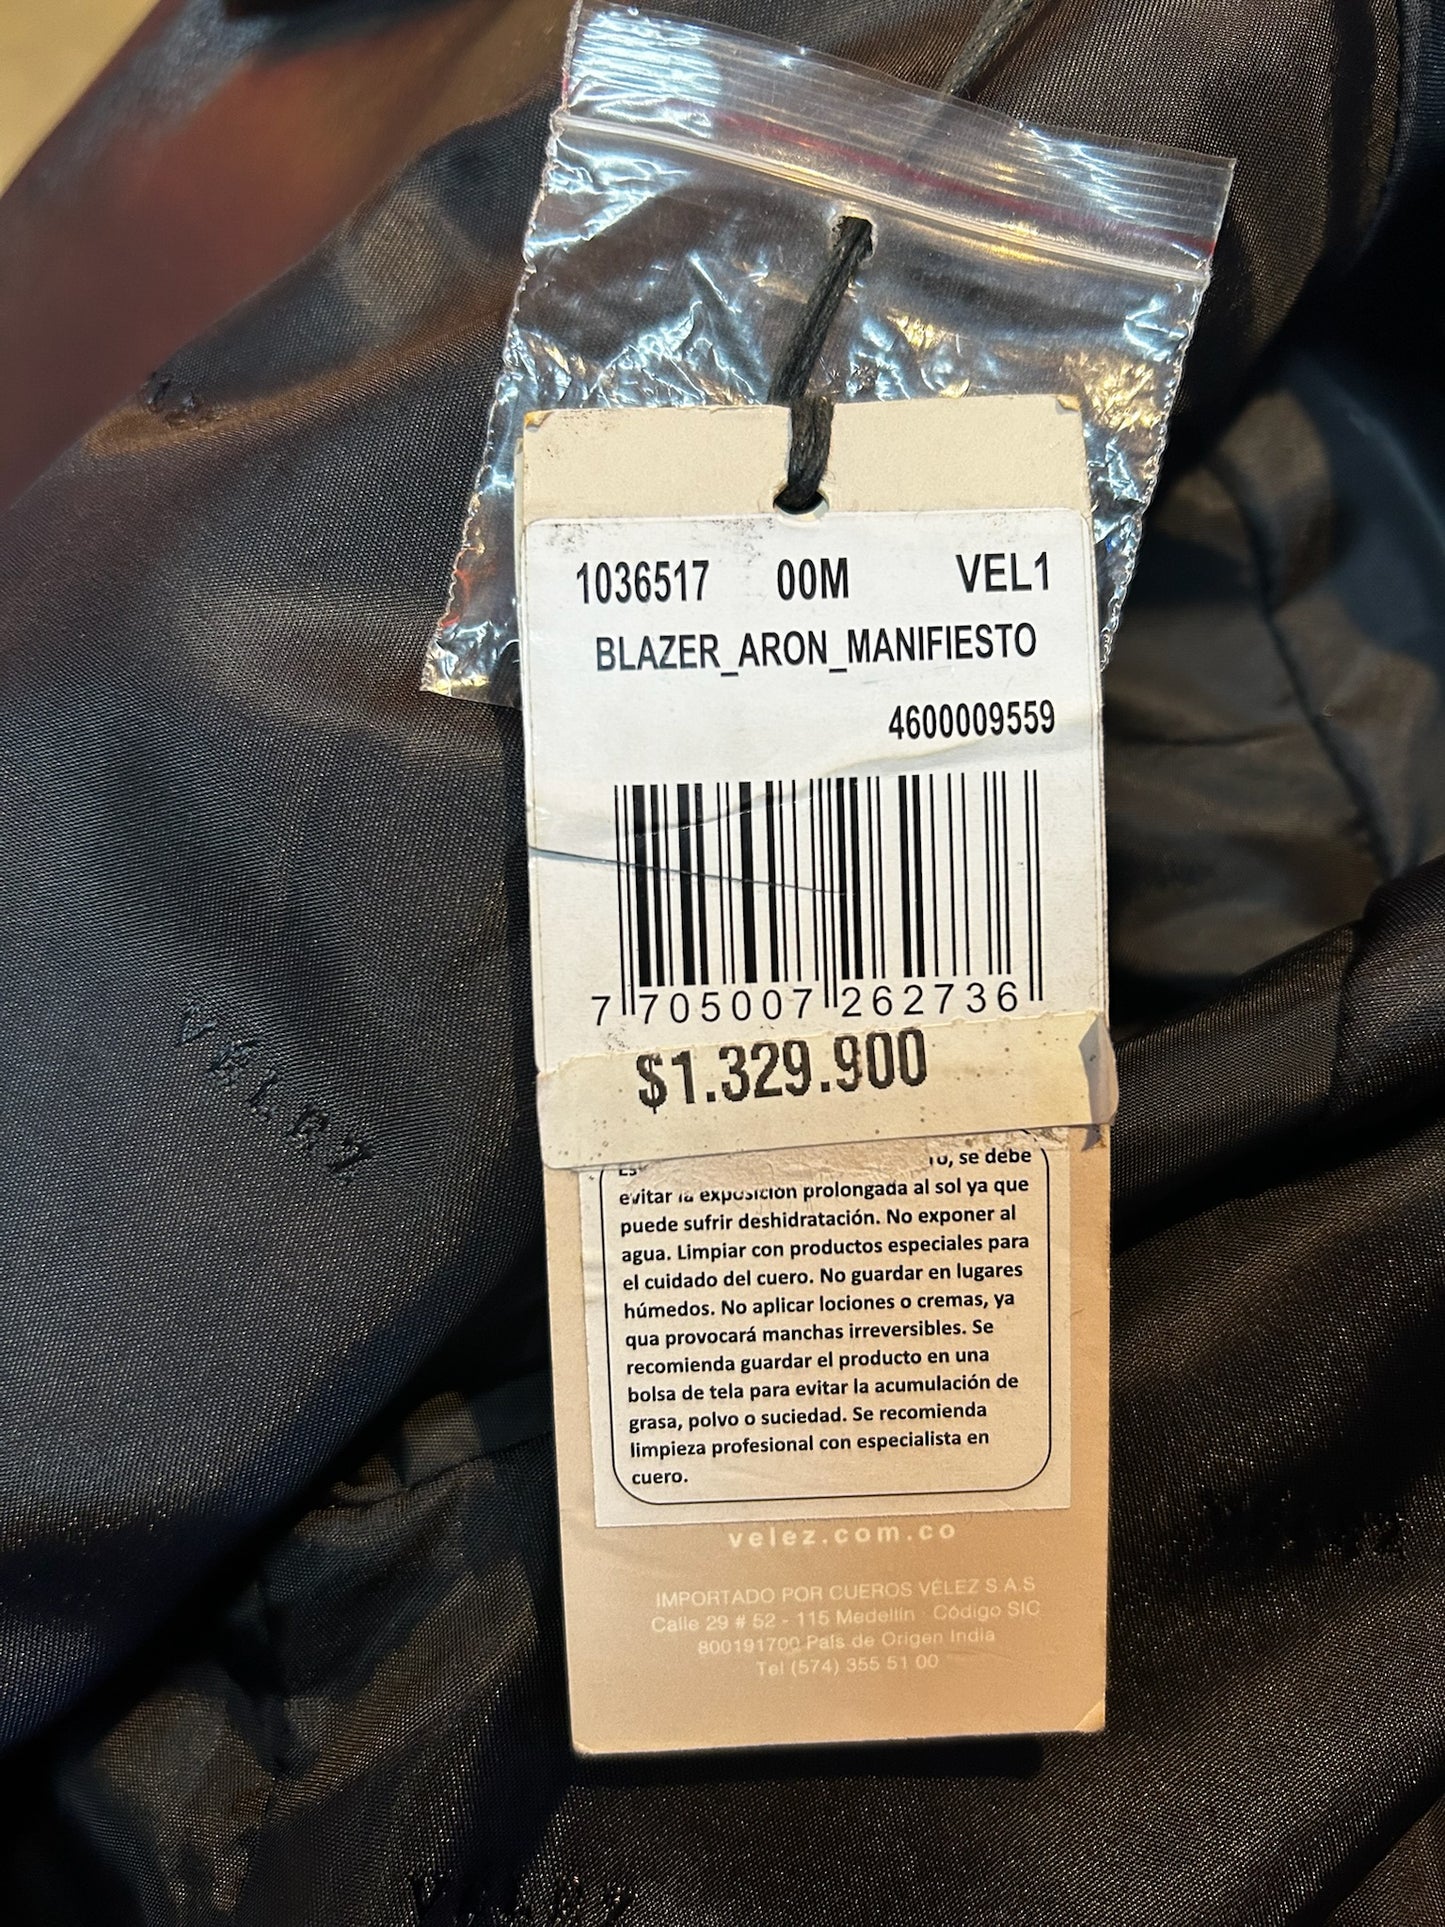 1036517 00M VEL1
BLAZER_ARON_MANIFIESTO
4600009559
7 705007 262736
$1.329.900
se debe
evitar la exposición prolongada al sol ya que
puede sufrir deshidratación. No exponer al
agua. Limpiar con productos especiales para
el cuidado del cuero. No guardar en lugares
húmedos. No aplicar lociones o cremas, ya
qua provocará manchas irreversibles. Se
recomienda guardar el producto en una
bolsa de tela para evitar la acumulación de
grasa, polvo o suciedad. Se recomienda
limpieza profesional con especialista en
cuero.
velez.com.co
IMPORTADO POR CUEROS VÉLEZ S.A.S
Calle 29 # 52 - 115 Medellín Código SIC
800191700 País de Origen India
Tel (574) 355 51 00